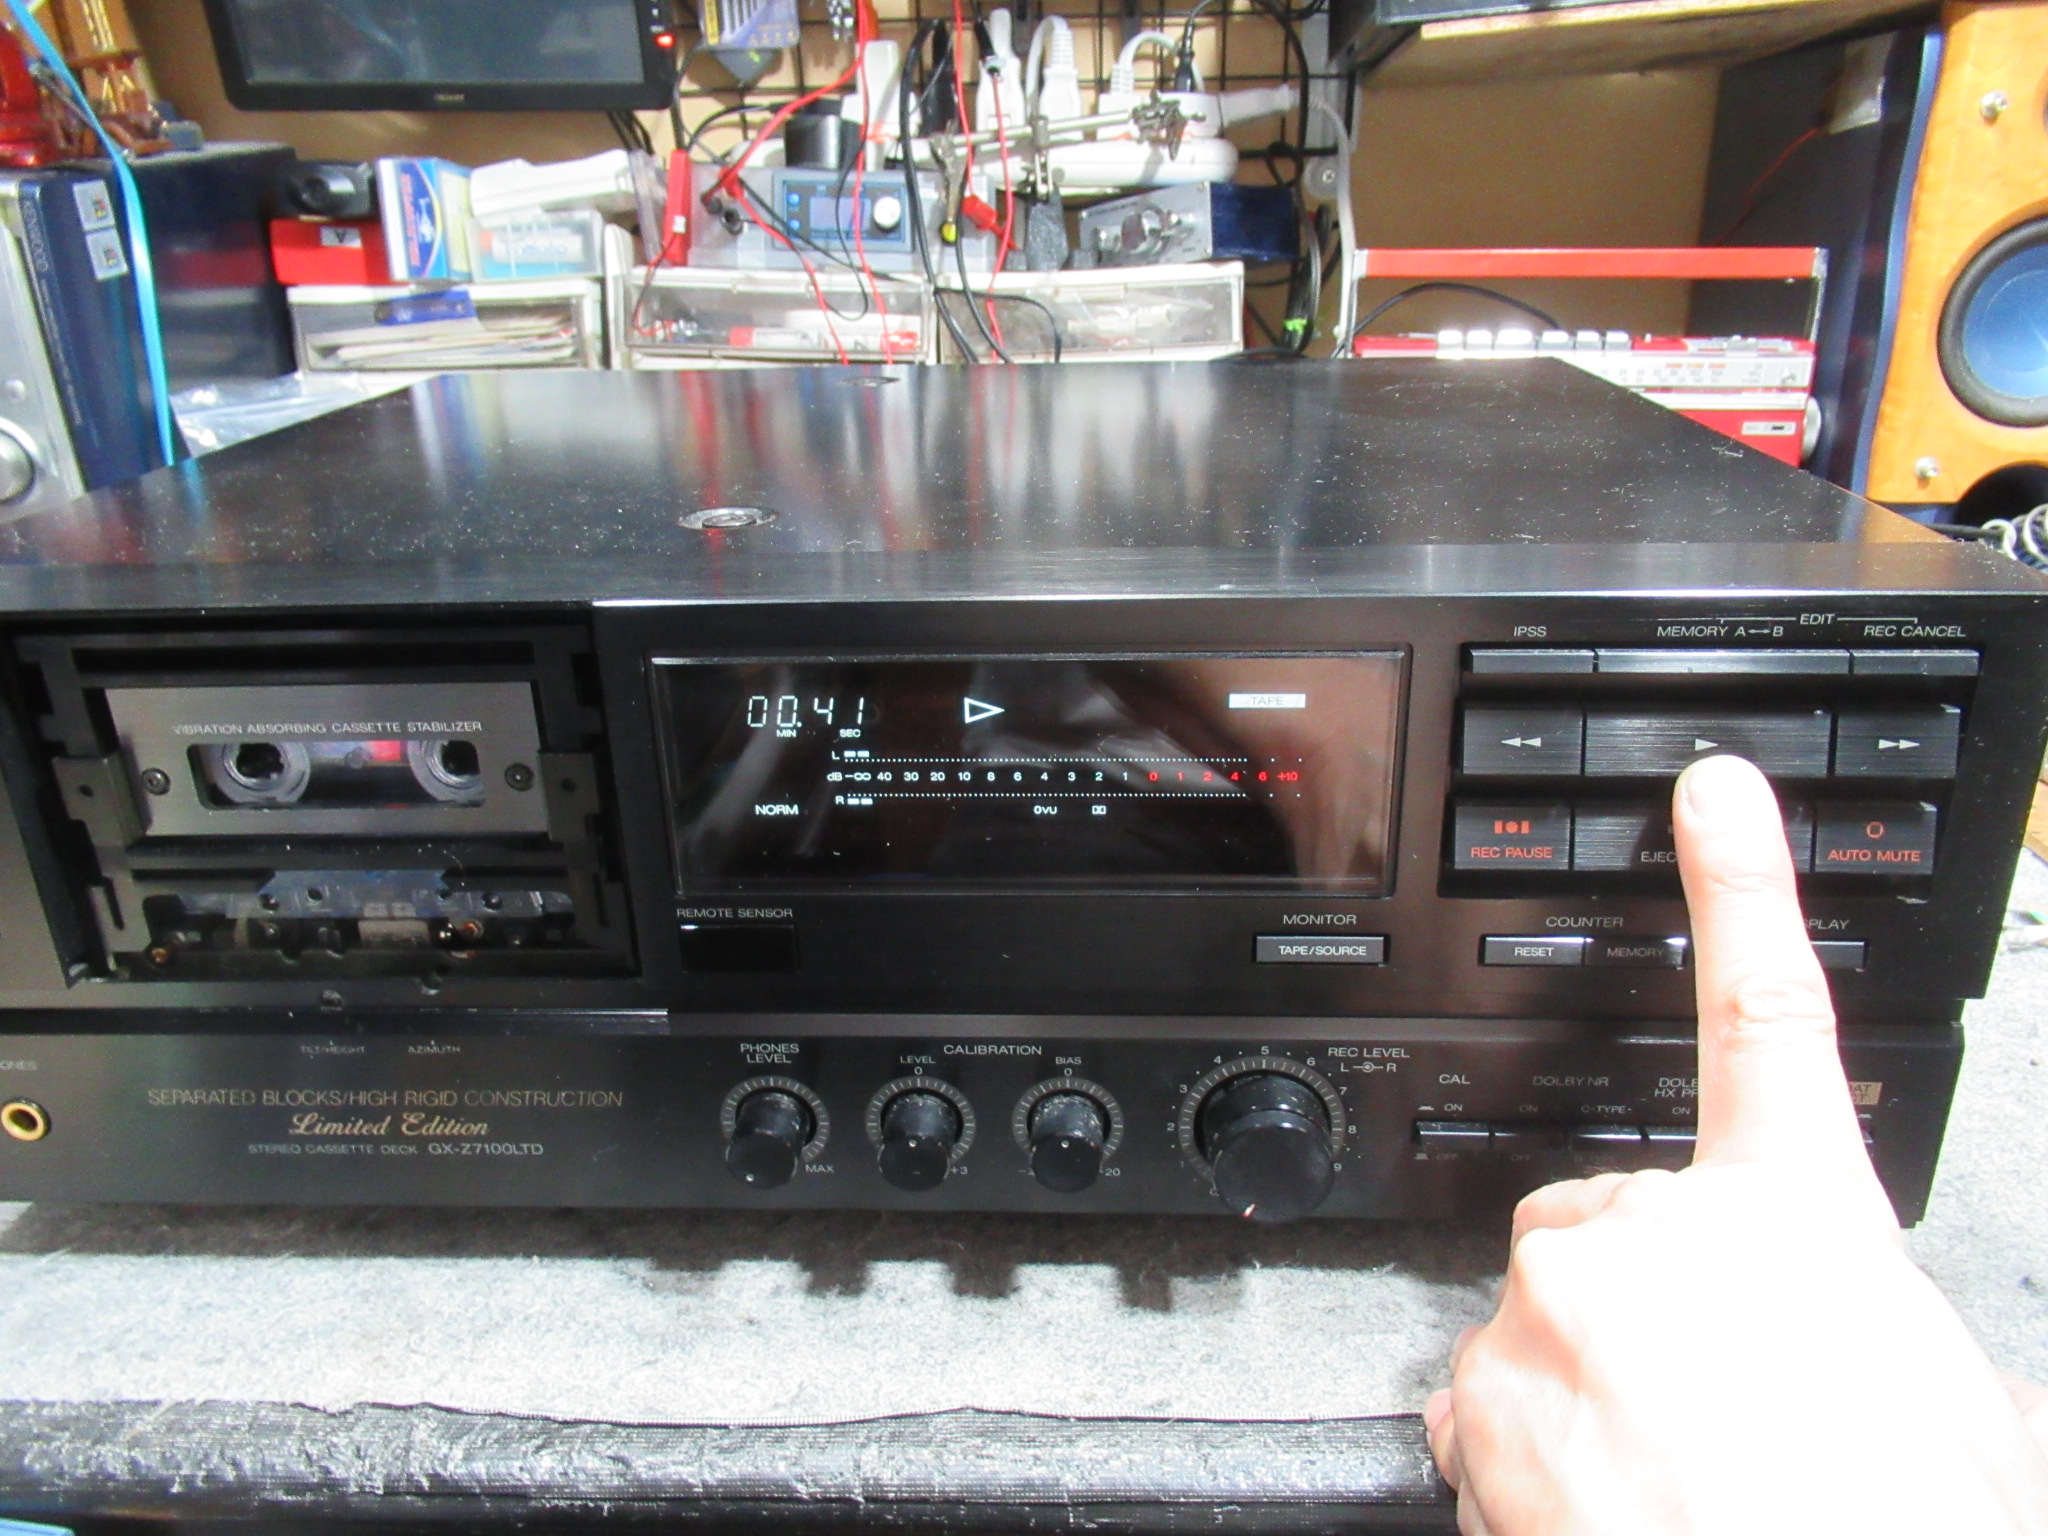 KENWOOD
IPSS
EDIT
MEMORY A↔B
REC CANCEL
VIBRATION ABSORBING CASSETTE STABILIZER
00.41
MIN SEC
TAPE
L
dB -∞ 40 30 20 10 8 6 4 3 2 1 0 1 2 4 6 +10
R
NORM
0VU
REC PAUSE
AUTO MUTE
REMOTE SENSOR
MONITOR
TAPE/SOURCE
COUNTER
RESET
MEMORY
TILT/HEIGHT
AZIMUTH
SEPARATED BLOCKS/HIGH RIGID CONSTRUCTION
Limited Edition
STEREO CASSETTE DECK GX-Z7100LTD
PHONES
LEVEL
MAX
CALIBRATION
LEVEL
0
+3
BIAS
0
-20
REC LEVEL
L R
1 2 3 4 5 6 7 8 9
CAL
ON
OFF
DOLBY NR
ON
OFF
C-TYPE
ON